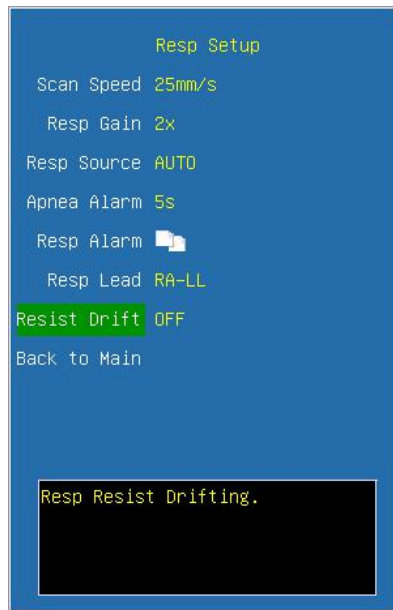 Resp Setup
Scan Speed 25mm/s
Resp Gain 2x
Resp Source AUTO
Apnea Alarm 5s
Resp Alarm
Resp Lead RA-LL
Resist Drift OFF
Back to Main
Resp Resist Drifting.